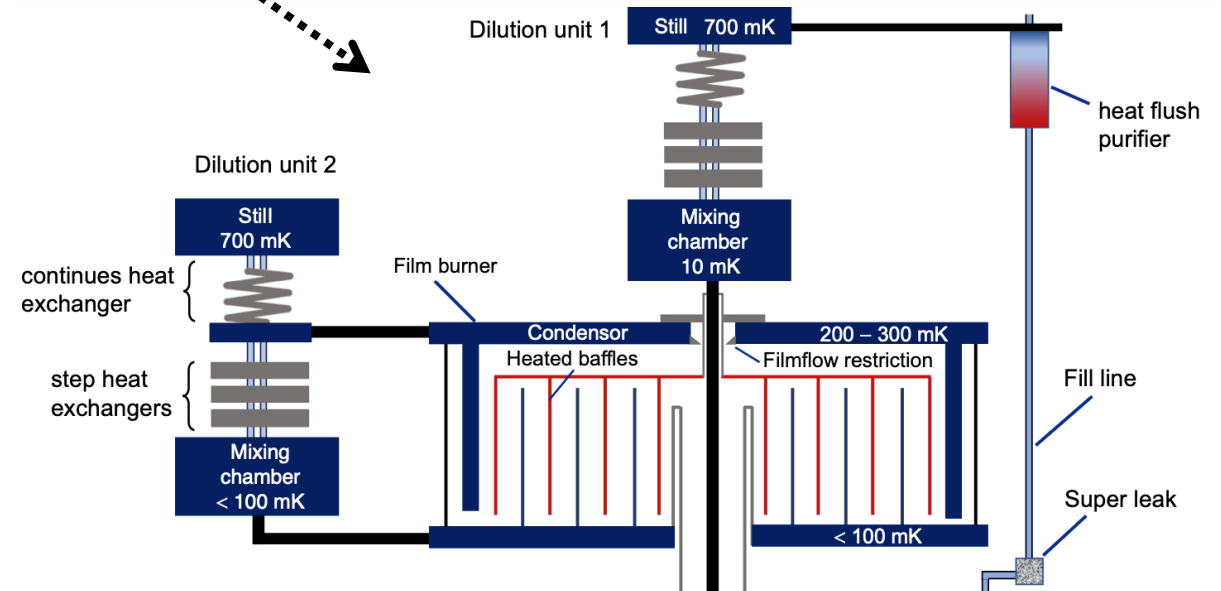 Dilution unit 1
Still 700 mK
heat flush
purifier
Dilution unit 2
Still
700 mK
Mixing
chamber
10 mK
continues heat
exchanger
Film burner
Condensor
200 – 300 mK
Heated baffles
Filmflow restriction
step heat
exchangers
Fill line
Mixing
chamber
< 100 mK
Super leak
< 100 mK